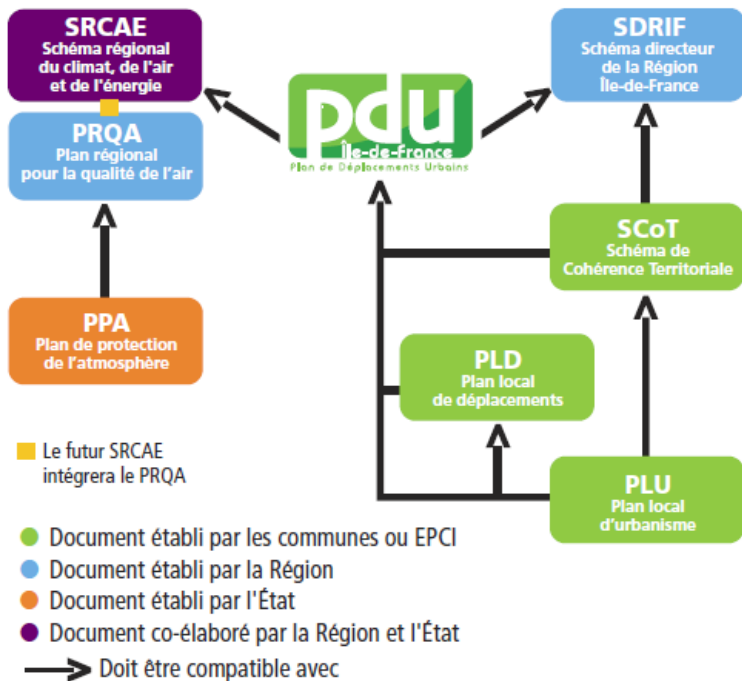 SRCAE
Schéma régional
du climat, de l'air
et de l'énergie
PRQA
Plan régional
pour la qualité de l'air
PPA
Plan de protection
de l'atmosphère
pdu
Île-de-France
Plan de Déplacements Urbains
SDRIF
Schéma directeur
de la Région
Île-de-France
SCoT
Schéma de
Cohérence Territoriale
PLD
Plan local
de déplacements
PLU
Plan local
d'urbanisme
Le futur SRCAE
intégrera le PRQA
Document établi par les communes ou EPCI
Document établi par la Région
Document établi par l'État
Document co-élaboré par la Région et l'État
Doit être compatible avec